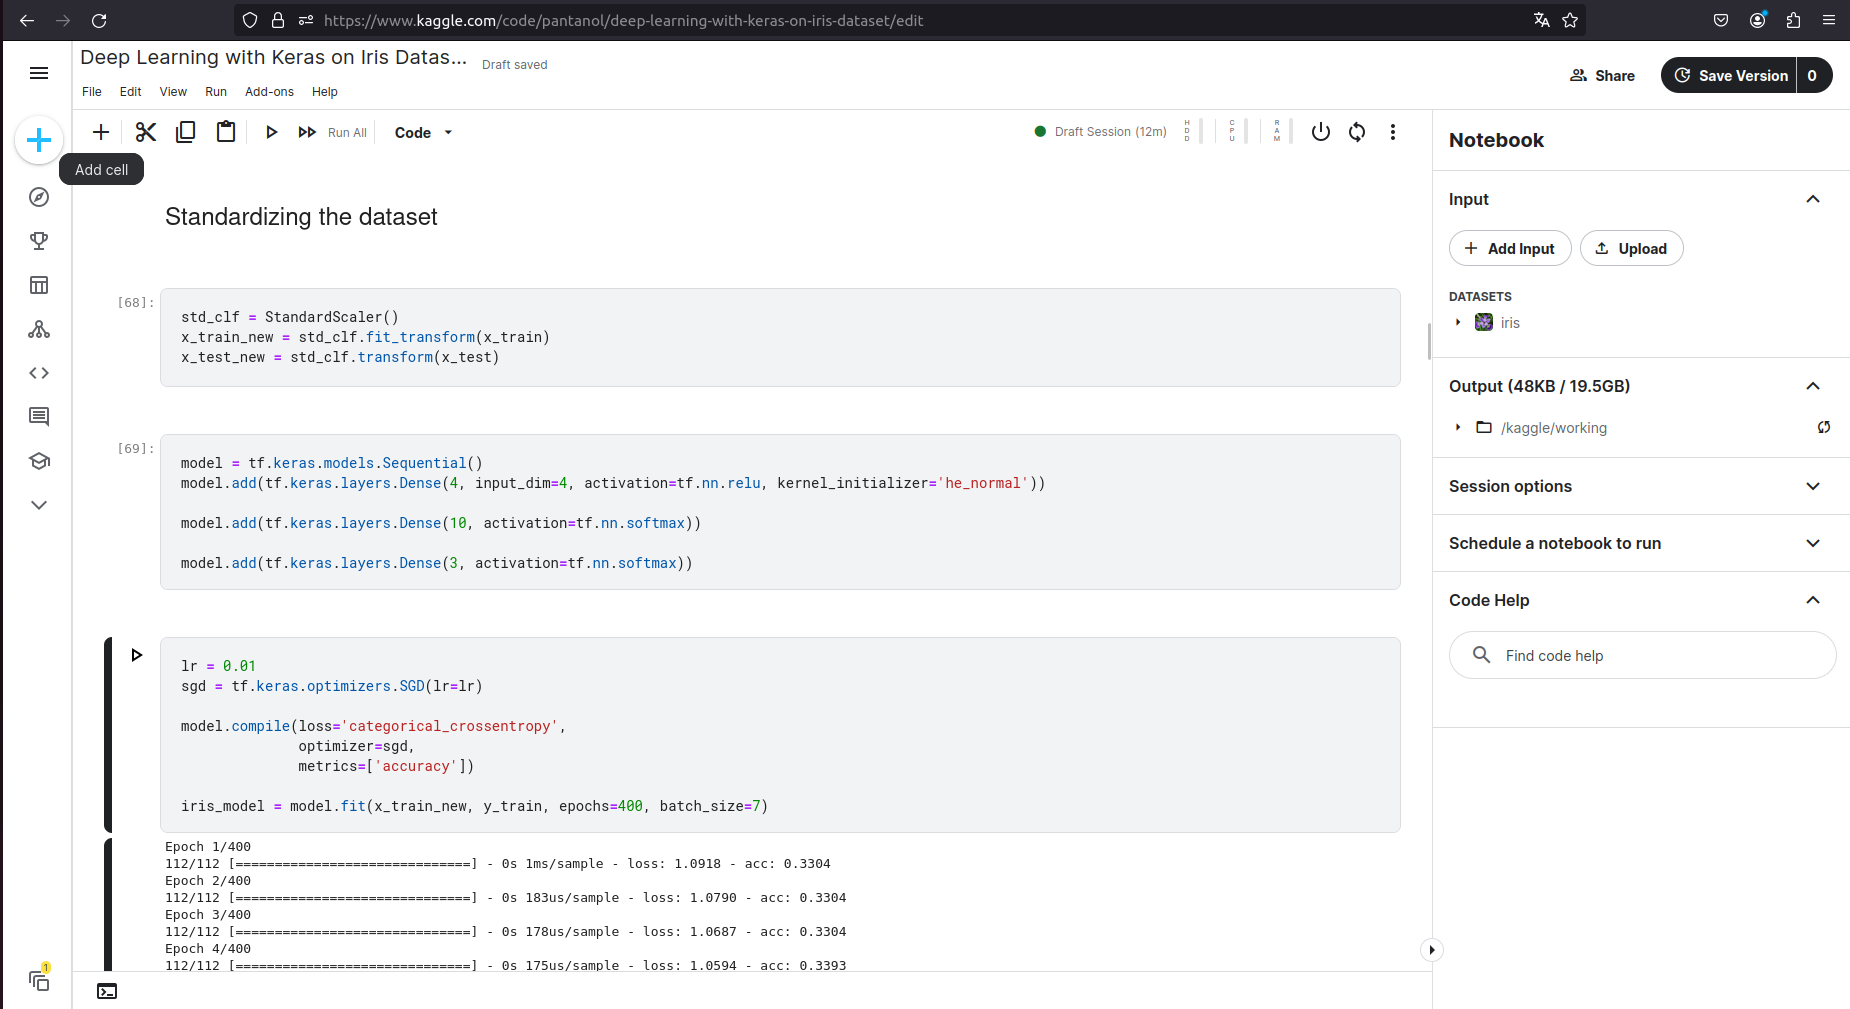 https://www.kaggle.com/code/pantanol/deep-learning-with-keras-on-iris-dataset/edit
Deep Learning with Keras on Iris Datas...
Draft saved
File Edit View Run Add-ons Help
Share
Save Version 0
Run All
Code
Draft Session (12m)
HDD
CPU
RAM
Add cell
Standardizing the dataset
[68]:
std_clf = StandardScaler()
x_train_new = std_clf.fit_transform(x_train)
x_test_new = std_clf.transform(x_test)
[69]:
model = tf.keras.models.Sequential()
model.add(tf.keras.layers.Dense(4, input_dim=4, activation=tf.nn.relu, kernel_initializer='he_normal'))
model.add(tf.keras.layers.Dense(10, activation=tf.nn.softmax))
model.add(tf.keras.layers.Dense(3, activation=tf.nn.softmax))
lr = 0.01
sgd = tf.keras.optimizers.SGD(lr=lr)
model.compile(loss='categorical_crossentropy',
optimizer=sgd,
metrics=['accuracy'])
iris_model = model.fit(x_train_new, y_train, epochs=400, batch_size=7)
Epoch 1/400
112/112 [==============================] - 0s 1ms/sample - loss: 1.0918 - acc: 0.3304
Epoch 2/400
112/112 [==============================] - 0s 183us/sample - loss: 1.0790 - acc: 0.3304
Epoch 3/400
112/112 [==============================] - 0s 178us/sample - loss: 1.0687 - acc: 0.3304
Epoch 4/400
112/112 [==============================] - 0s 175us/sample - loss: 1.0594 - acc: 0.3393
1
Notebook
Input
Add Input
Upload
DATASETS
iris
Output (48KB / 19.5GB)
/kaggle/working
Session options
Schedule a notebook to run
Code Help
Find code help